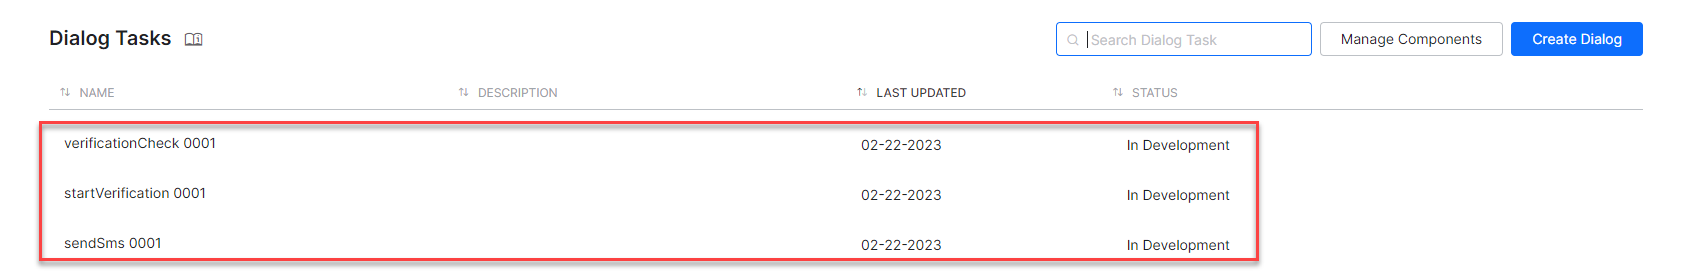 Dialog Tasks
Search Dialog Task
Manage Components
Create Dialog
NAME DESCRIPTION LAST UPDATED STATUS
verificationCheck 0001 02-22-2023 In Development
startVerification 0001 02-22-2023 In Development
sendSms 0001 02-22-2023 In Development